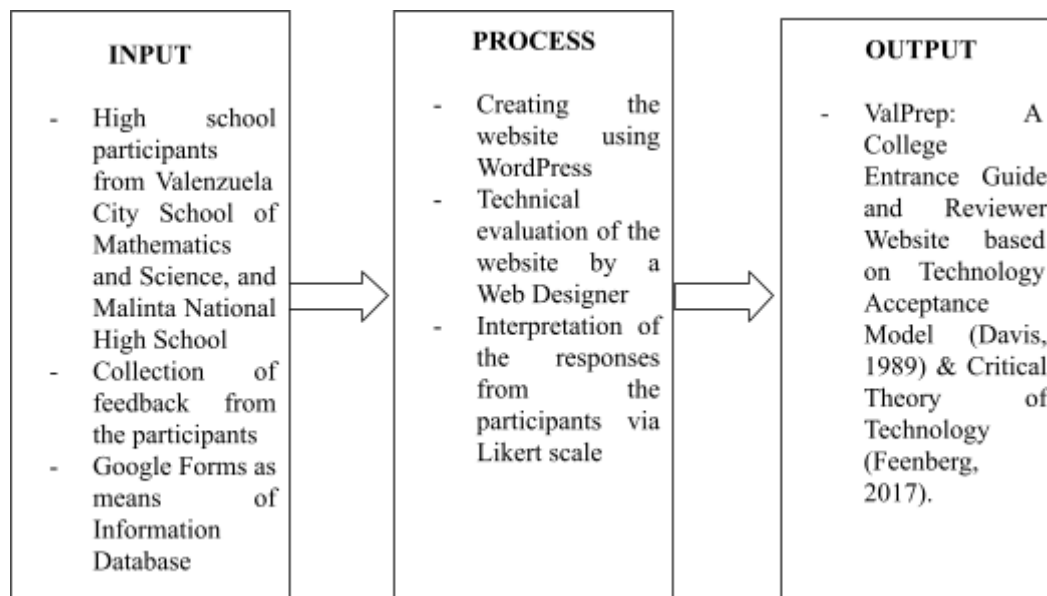 INPUT
- High school
participants
from Valenzuela
City School of
Mathematics
and Science, and
Malinta National
High School
- Collection of
feedback from
the participants
- Google Forms as
means of
Information
Database
PROCESS
- Creating the
website using
WordPress
- Technical
evaluation of the
website by a
Web Designer
- Interpretation of
the responses
from the
participants via
Likert scale
OUTPUT
- ValPrep: A
College
Entrance Guide
and Reviewer
Website based
on Technology
Acceptance
Model (Davis,
1989) & Critical
Theory of
Technology
(Feenberg,
2017).